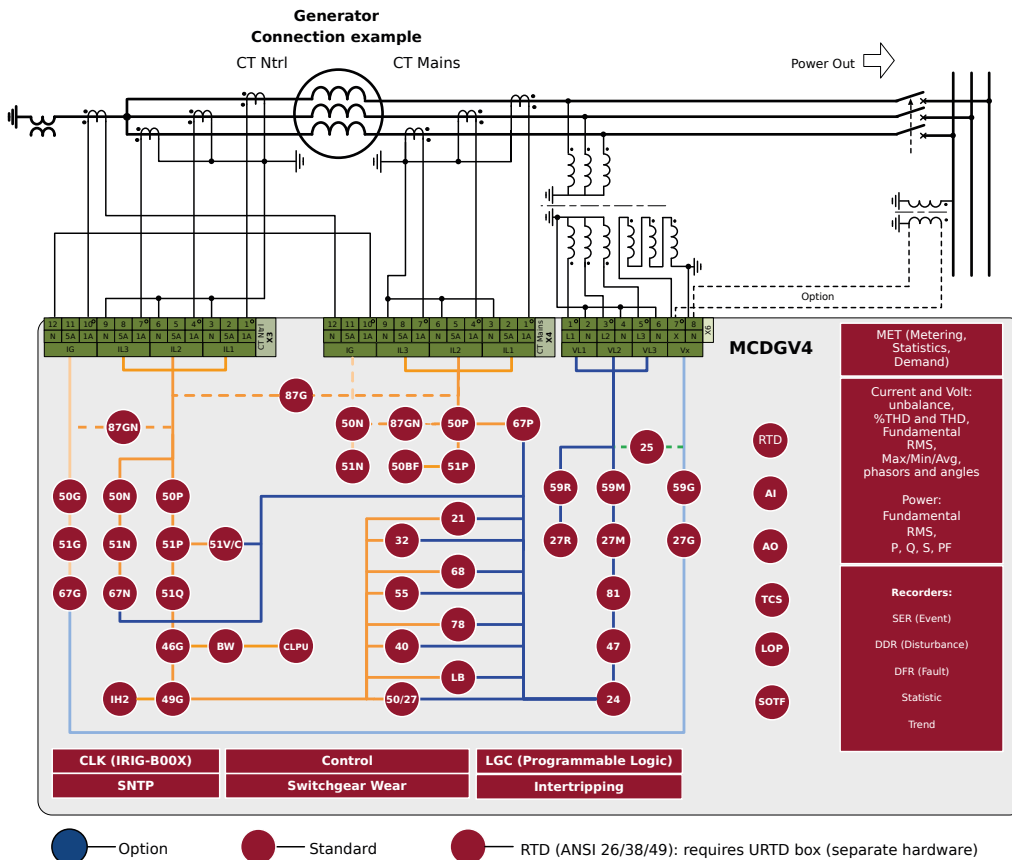 Generator
Connection example
CT Ntrl
CT Mains
Power Out
Option
12 11 10 9 8 7 6 5 4 3 2 1
N 5A 1A N 5A 1A N 5A 1A N 5A 1A
IG IL3 IL2 IL1
CT Ntrl
X3
12 11 10 9 8 7 6 5 4 3 2 1
N 5A 1A N 5A 1A N 5A 1A N 5A 1A
IG IL3 IL2 IL1
CT Mains
X4
1 2 3 4 5 6 7 8
L1 N L2 N L3 N X N
VL1 VL2 VL3 Vx
X6
MCDGV4
MET (Metering,
Statistics,
Demand)
Current and Volt:
unbalance,
%THD and THD,
Fundamental
RMS,
Max/Min/Avg,
phasors and angles
Power:
Fundamental
RMS,
P, Q, S, PF
Recorders:
SER (Event)
DDR (Disturbance)
DFR (Fault)
Statistic
Trend
87G
87GN
50N
87GN
50P
67P
25
RTD
51N
50BF
51P
50G
50N
50P
59R
59M
59G
AI
21
51G
51N
51P
51V/C
32
27R
27M
27G
AO
68
67G
67N
51Q
55
81
TCS
78
46G
BW
CLPU
40
47
LOP
LB
IH2
49G
50/27
24
SOTF
CLK (IRIG-B00X)
Control
LGC (Programmable Logic)
SNTP
Switchgear Wear
Intertripping
Option
Standard
RTD (ANSI 26/38/49): requires URTD box (separate hardware)